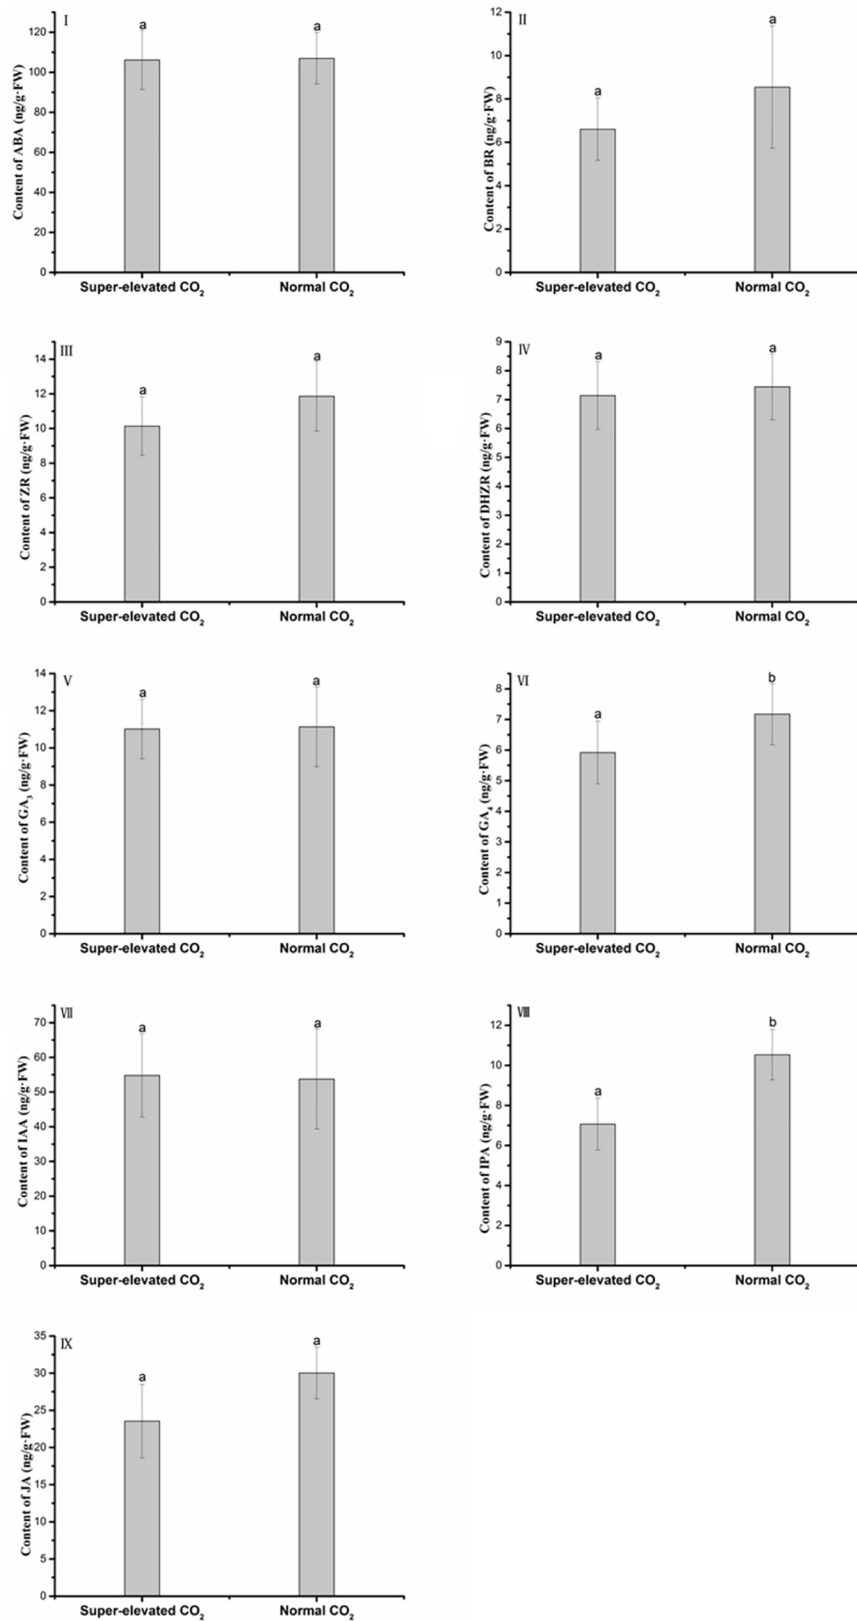 I
Content of ABA (ng/g·FW)
120
100
80
60
40
20
0
a
a
Super-elevated CO₂
Normal CO₂
II
Content of BR (ng/g·FW)
12
10
8
6
4
2
0
a
a
Super-elevated CO₂
Normal CO₂
III
Content of ZR (ng/g·FW)
14
12
10
8
6
4
2
0
a
a
Super-elevated CO₂
Normal CO₂
IV
Content of DHZR (ng/g·FW)
9
8
7
6
5
4
3
2
1
0
a
a
Super-elevated CO₂
Normal CO₂
V
Content of GA₃ (ng/g·FW)
14
12
10
8
6
4
2
0
a
a
Super-elevated CO₂
Normal CO₂
VI
Content of GA₄ (ng/g·FW)
8
7
6
5
4
3
2
1
0
a
b
Super-elevated CO₂
Normal CO₂
VII
Content of IAA (ng/g·FW)
70
60
50
40
30
20
10
0
a
a
Super-elevated CO₂
Normal CO₂
VIII
Content of IPA (ng/g·FW)
12
10
8
6
4
2
0
a
b
Super-elevated CO₂
Normal CO₂
IX
Content of JA (ng/g·FW)
35
30
25
20
15
10
5
0
a
a
Super-elevated CO₂
Normal CO₂